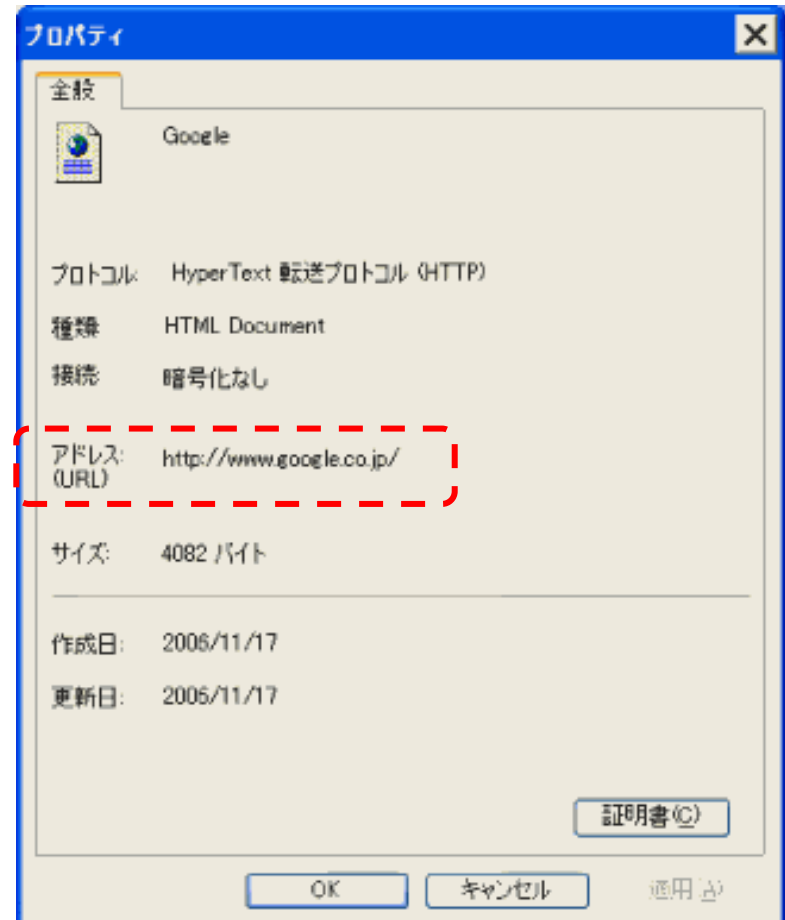 プロパティ
全般
Google
プロトコル: HyperText 転送プロトコル (HTTP)
種類: HTML Document
接続: 暗号化なし
アドレス: http://www.google.co.jp/
(URL)
サイズ: 4082 バイト
作成日: 2006/11/17
更新日: 2006/11/17
証明書(C)
OK キャンセル 適用(A)